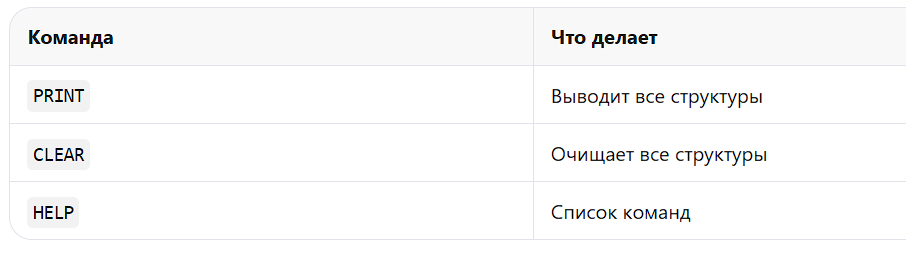 Команда Что делает
PRINT Выводит все структуры
CLEAR Очищает все структуры
HELP Список команд